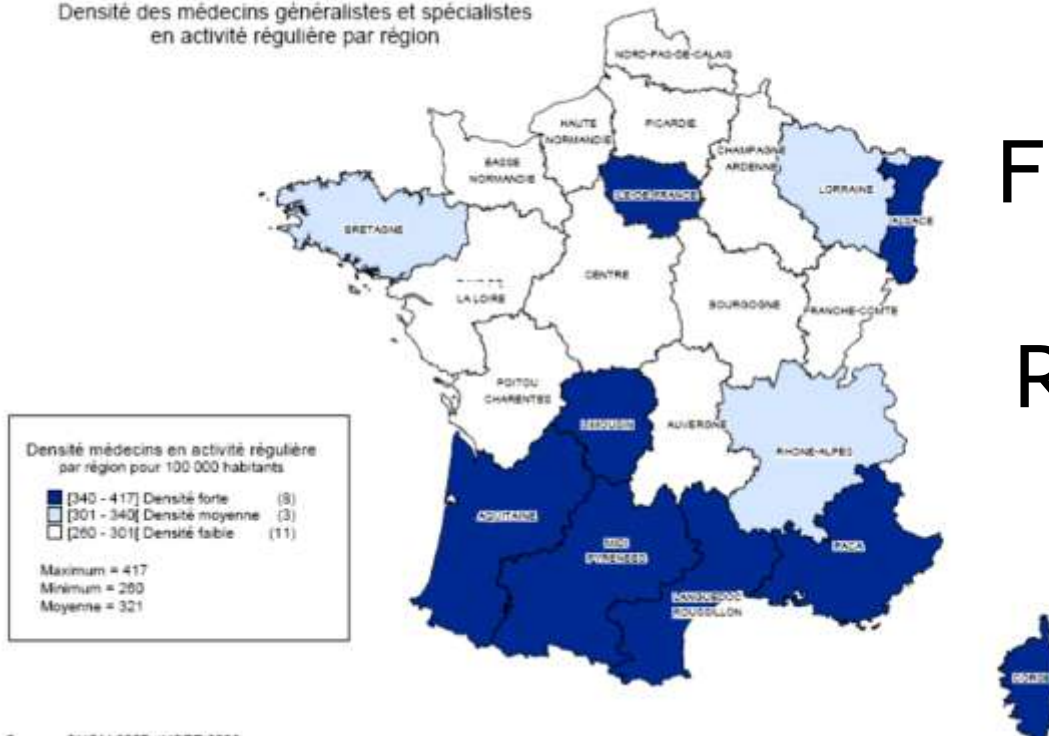 Densité des médecins généralistes et spécialistes
en activité régulière par région
NORD-PAS-DE-CALAIS
HAUTE
NORMANDIE
PICARDIE
BASSE
NORMANDIE
CHAMPAGNE
ARDENNE
LORRAINE
ILE-DE-FRANCE
ALSACE
BRETAGNE
CENTRE
LA LOIRE
BOURGOGNE
FRANCHE-COMTE
POITOU
CHARENTES
LIMOUSIN
AUVERGNE
RHONE-ALPES
AQUITAINE
MIDI
PYRENEES
PACA
LANGUEDOC
ROUSSILLON
F
R
Densité médecins en activité régulière
par région pour 100 000 habitants
[340 - 417] Densité forte (8)
[301 - 340[ Densité moyenne (3)
[260 - 301[ Densité faible (11)
Maximum = 417
Minimum = 260
Moyenne = 321